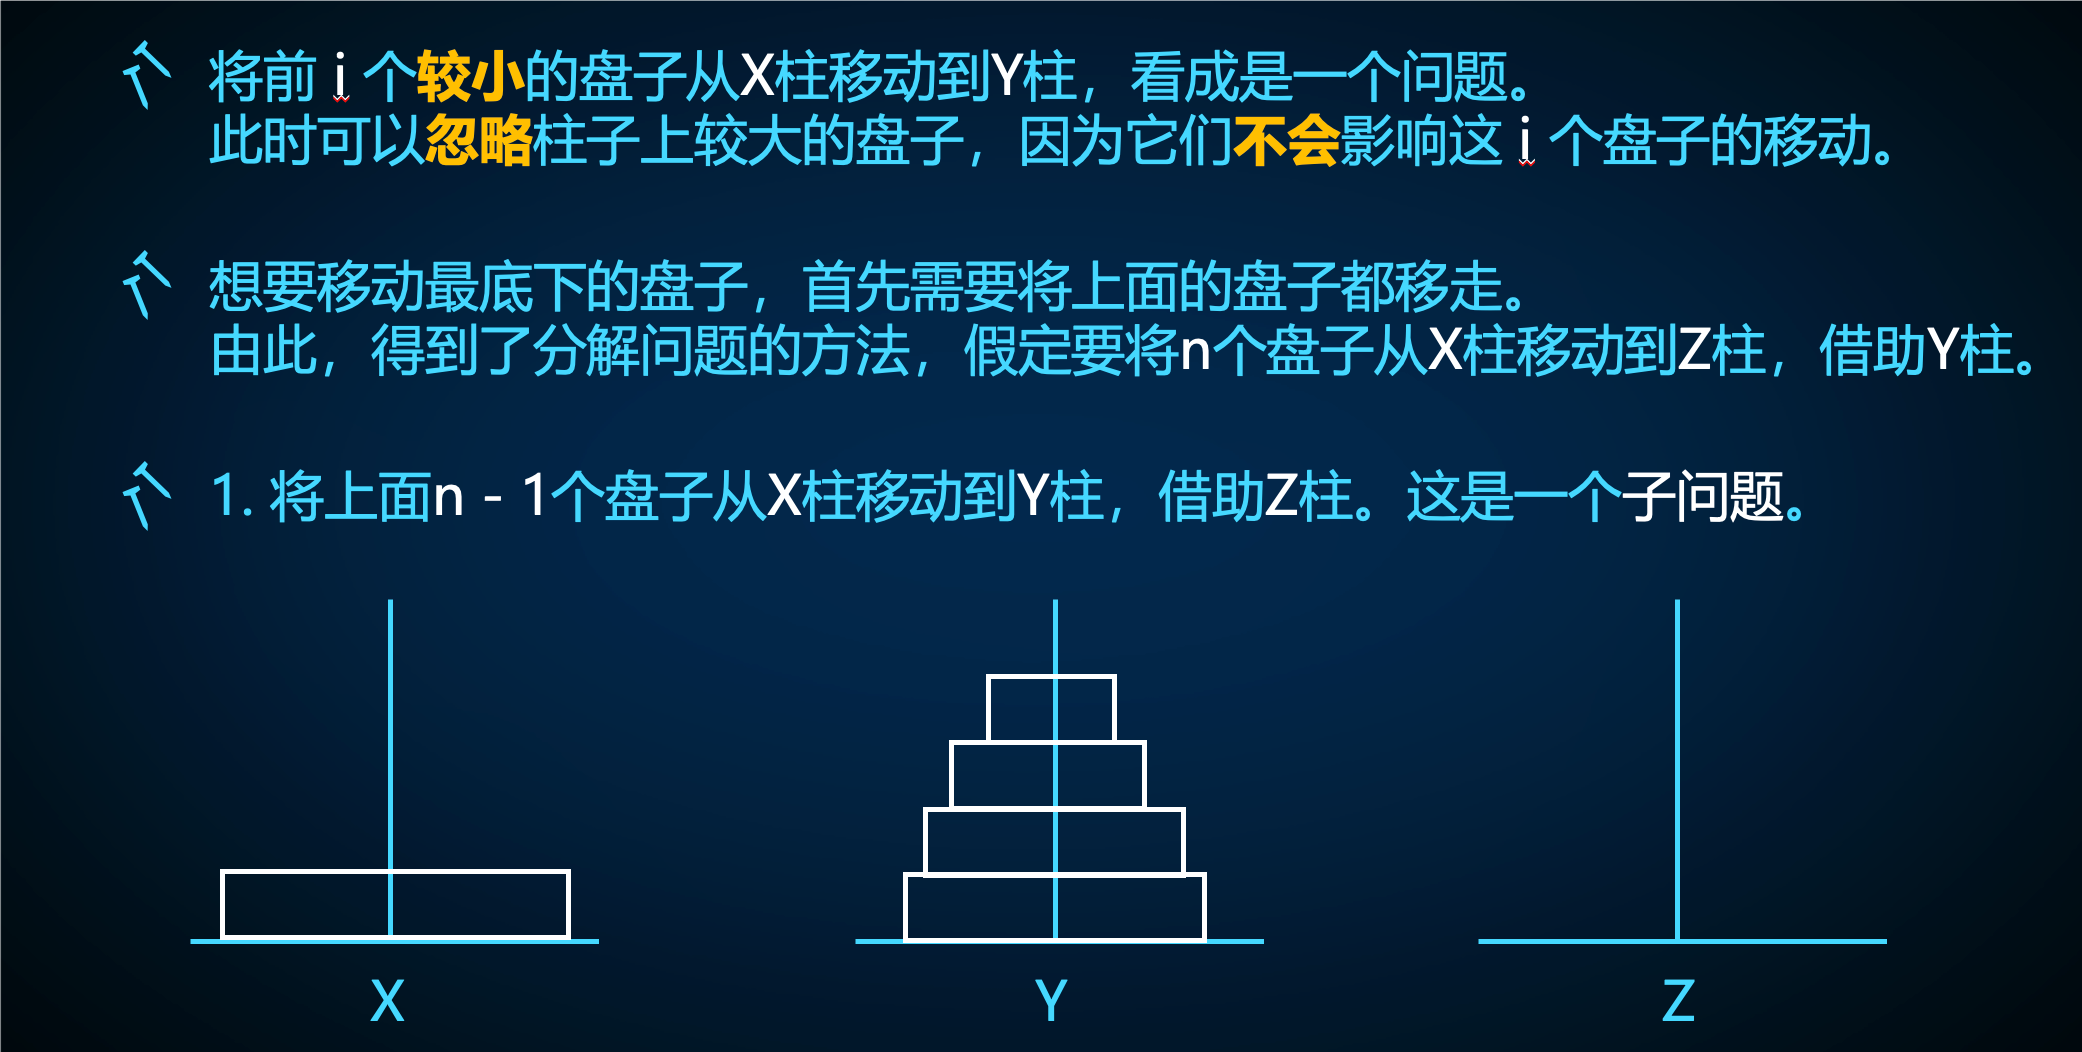 将前 i 个较小的盘子从X柱移动到Y柱，看成是一个问题。
此时可以忽略柱子上较大的盘子，因为它们不会影响这 i 个盘子的移动。
想要移动最底下的盘子，首先需要将上面的盘子都移走。
由此，得到了分解问题的方法，假定要将n个盘子从X柱移动到Z柱，借助Y柱。
1. 将上面n - 1个盘子从X柱移动到Y柱，借助Z柱。这是一个子问题。
X
Y
Z